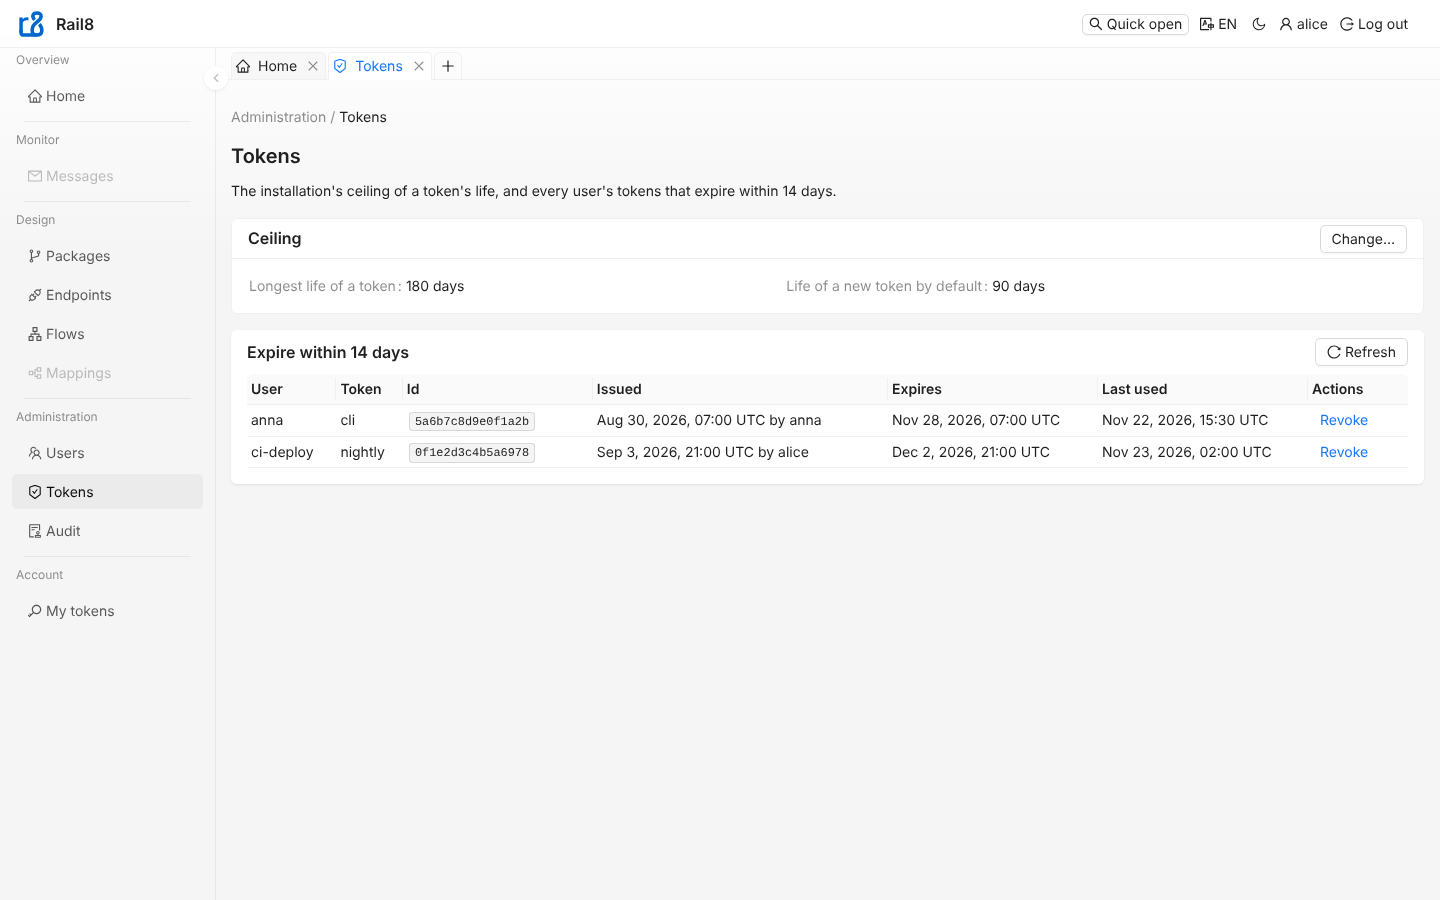 Rail8
Quick open EN alice Log out
Overview
Home
Monitor
Messages
Design
Packages
Endpoints
Flows
Mappings
Administration
Users
Tokens
Audit
Account
My tokens
Home Tokens
Administration / Tokens
Tokens
The installation's ceiling of a token's life, and every user's tokens that expire within 14 days.
Ceiling Change...
Longest life of a token: 180 days Life of a new token by default: 90 days
Expire within 14 days Refresh
User Token Id Issued Expires Last used Actions
anna cli 5a6b7c8d9e0f1a2b Aug 30, 2026, 07:00 UTC by anna Nov 28, 2026, 07:00 UTC Nov 22, 2026, 15:30 UTC Revoke
ci-deploy nightly 0f1e2d3c4b5a6978 Sep 3, 2026, 21:00 UTC by alice Dec 2, 2026, 21:00 UTC Nov 23, 2026, 02:00 UTC Revoke